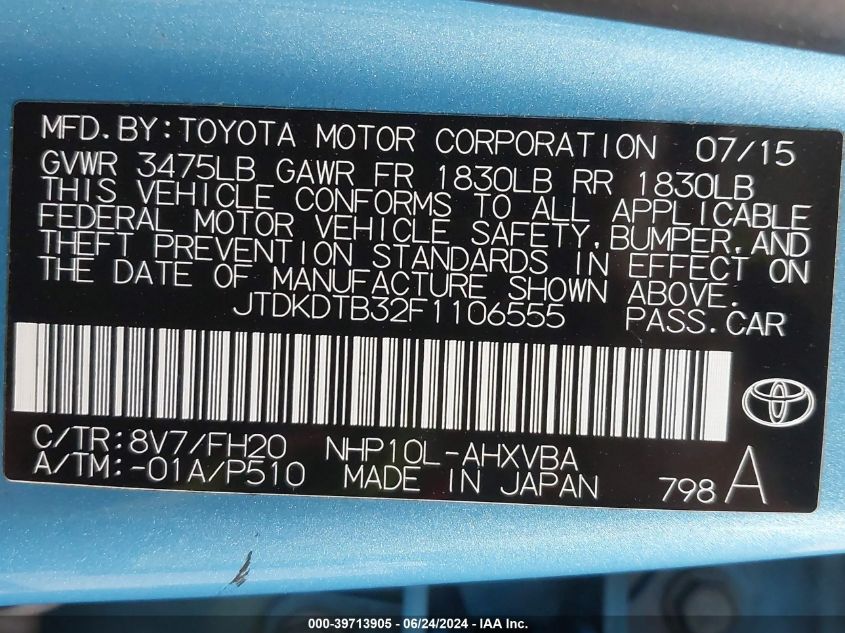 MFD.BY:TOYOTA MOTOR CORPORATION 07/15
GVWR 3475LB GAWR FR 1830LB RR 1830LB
THIS VEHICLE CONFORMS TO ALL APPLICABLE
FEDERAL MOTOR VEHICLE SAFETY,BUMPER,AND
THEFT PREVENTION STANDARDS IN EFFECT ON
THE DATE OF MANUFACTURE SHOWN ABOVE.
JTDKDTB32F1106555 PASS.CAR
C/TR:8V7/FH20 NHP10L-AHXVBA
A/TM:-01A/P510 MADE IN JAPAN 798 A
000-39713905 - 06/24/2024 - IAA Inc.